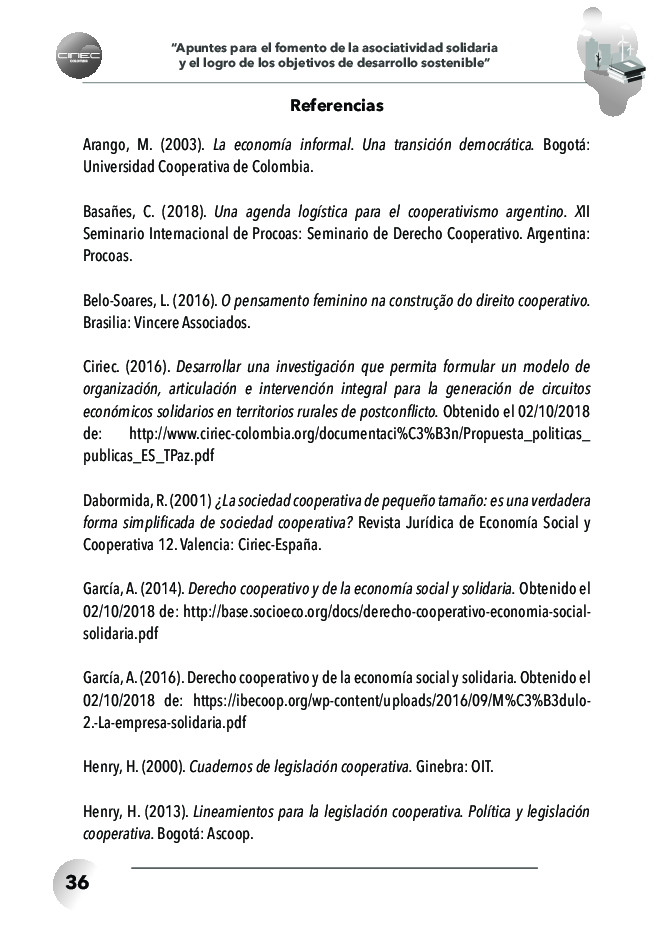 CIRIEC
COLOMBIA
“Apuntes para el fomento de la asociatividad solidaria
y el logro de los objetivos de desarrollo sostenible”
Referencias
Arango, M. (2003). La economía informal. Una transición democrática. Bogotá:
Universidad Cooperativa de Colombia.
Basañes, C. (2018). Una agenda logística para el cooperativismo argentino. XII
Seminario Internacional de Procoas: Seminario de Derecho Cooperativo. Argentina:
Procoas.
Belo-Soares, L. (2016). O pensamento feminino na construção do direito cooperativo.
Brasilia: Vincere Associados.
Ciriec. (2016). Desarrollar una investigación que permita formular un modelo de
organización, articulación e intervención integral para la generación de circuitos
económicos solidarios en territorios rurales de postconflicto. Obtenido el 02/10/2018
de: http://www.ciriec-colombia.org/documentaci%C3%B3n/Propuesta_politicas_
publicas_ES_TPaz.pdf
Dabormida, R. (2001) ¿La sociedad cooperativa de pequeño tamaño: es una verdadera
forma simplificada de sociedad cooperativa? Revista Jurídica de Economía Social y
Cooperativa 12. Valencia: Ciriec-España.
García, A. (2014). Derecho cooperativo y de la economía social y solidaria. Obtenido el
02/10/2018 de: http://base.socioeco.org/docs/derecho-cooperativo-economia-social-
solidaria.pdf
García, A. (2016). Derecho cooperativo y de la economía social y solidaria. Obtenido el
02/10/2018 de: https://ibecoop.org/wp-content/uploads/2016/09/M%C3%B3dulo-
2.-La-empresa-solidaria.pdf
Henry, H. (2000). Cuadernos de legislación cooperativa. Ginebra: OIT.
Henry, H. (2013). Lineamientos para la legislación cooperativa. Política y legislación
cooperativa. Bogotá: Ascoop.
36